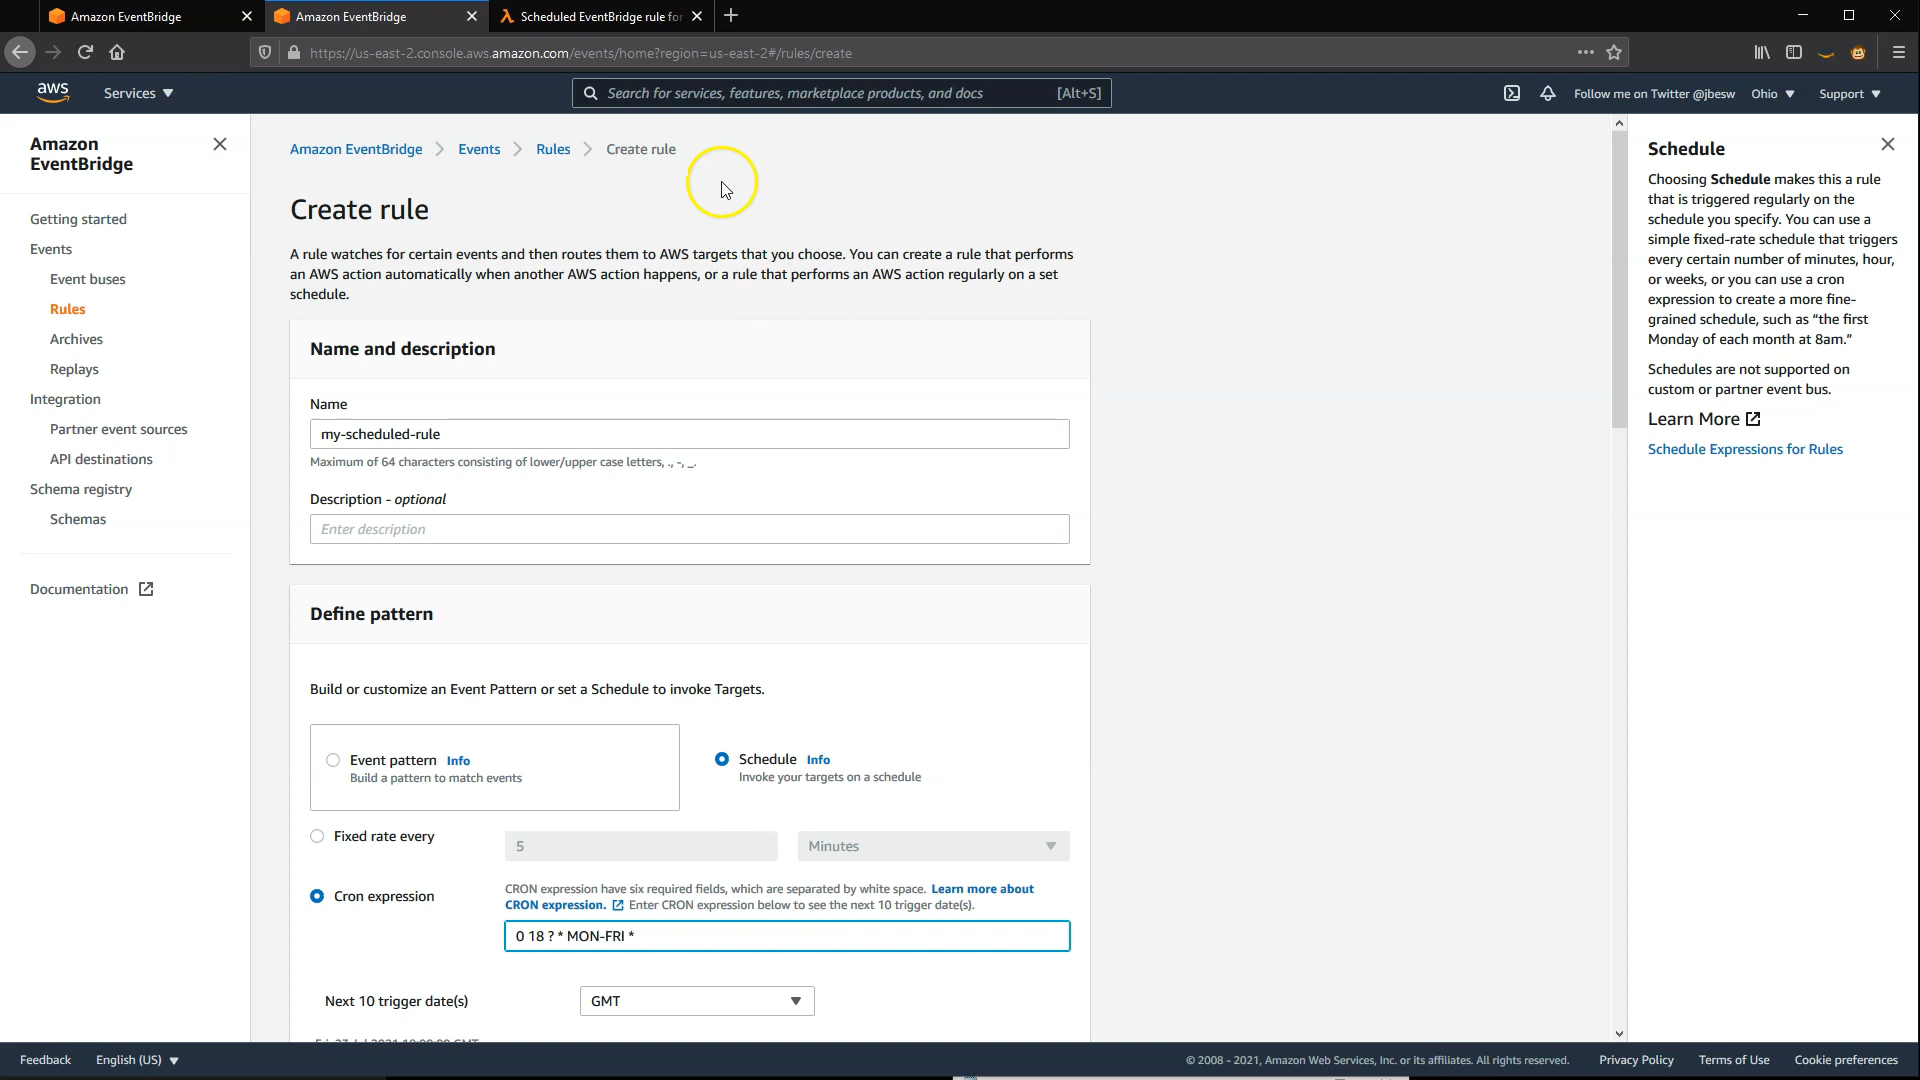 Amazon EventBridge
Amazon EventBridge
Scheduled EventBridge rule for
https://us-east-2.console.aws.amazon.com/events/home?region=us-east-2#/rules/create
aws
Services
Search for services, features, marketplace products, and docs
[Alt+S]
Follow me on Twitter @jbesw
Ohio
Support
Amazon
EventBridge
Getting started
Events
Event buses
Rules
Archives
Replays
Integration
Partner event sources
API destinations
Schema registry
Schemas
Documentation
Amazon EventBridge
Events
Rules
Create rule
Create rule
A rule watches for certain events and then routes them to AWS targets that you choose. You can create a rule that performs
an AWS action automatically when another AWS action happens, or a rule that performs an AWS action regularly on a set
schedule.
Name and description
Name
my-scheduled-rule
Maximum of 64 characters consisting of lower/upper case letters, ., -, _.
Description - optional
Enter description
Define pattern
Build or customize an Event Pattern or set a Schedule to invoke Targets.
Event pattern Info
Build a pattern to match events
Schedule Info
Invoke your targets on a schedule
Fixed rate every
5
Minutes
Cron expression
CRON expression have six required fields, which are separated by white space. Learn more about
CRON expression. Enter CRON expression below to see the next 10 trigger date(s).
0 18 ? * MON-FRI *
Next 10 trigger date(s)
GMT
Schedule
Choosing Schedule makes this a rule
that is triggered regularly on the
schedule you specify. You can use a
simple fixed-rate schedule that triggers
every certain number of minutes, hour,
or weeks, or you can use a cron
expression to create a more fine-
grained schedule, such as “the first
Monday of each month at 8am.”
Schedules are not supported on
custom or partner event bus.
Learn More
Schedule Expressions for Rules
Feedback
English (US)
© 2008 - 2021, Amazon Web Services, Inc. or its affiliates. All rights reserved.
Privacy Policy
Terms of Use
Cookie preferences